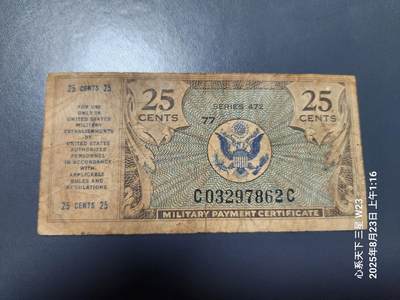 25 CENTS 25
FOR USE
ONLY IN
UNITED STATES
MILITARY
ESTABLISHMENTS
BY
UNITED STATES
AUTHORIZED
PERSONNEL
IN ACCORDANCE
WITH
APPLICABLE
RULES AND
REGULATIONS.
25 CENTS 25
25
CENTS
SERIES 472
77
25
CENTS
C03297862C
MILITARY PAYMENT CERTIFICATE
心系天下 三星 W23
2025年8月23日 上午1:16